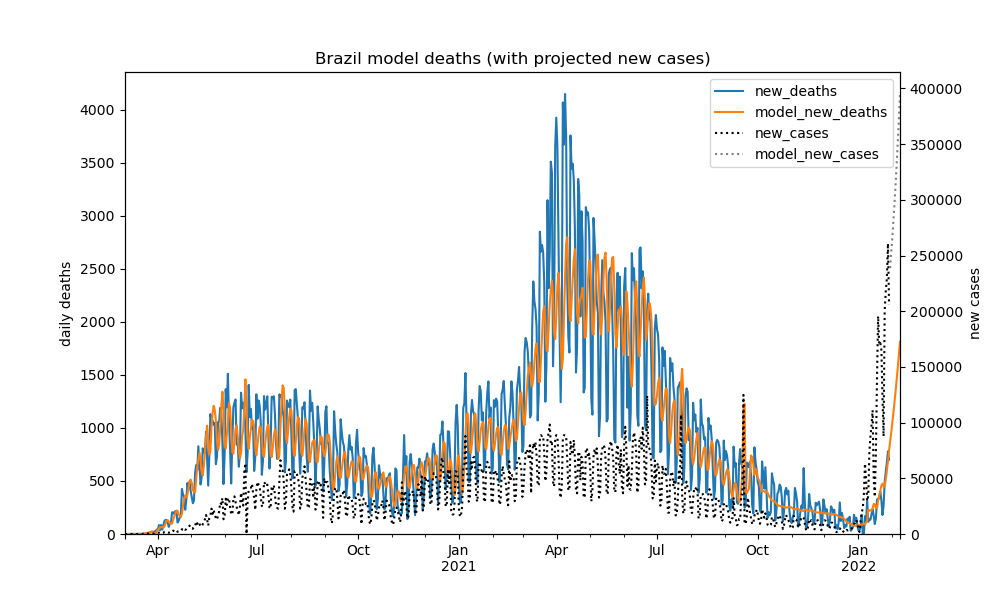 Brazil model deaths (with projected new cases)
new_deaths
model_new_deaths
new_cases
model_new_cases
daily deaths
4000
3500
3000
2500
2000
1500
1000
500
0
new cases
400000
350000
300000
250000
200000
150000
100000
50000
0
Apr
Jul
Oct
Jan
2021
Apr
Jul
Oct
Jan
2022